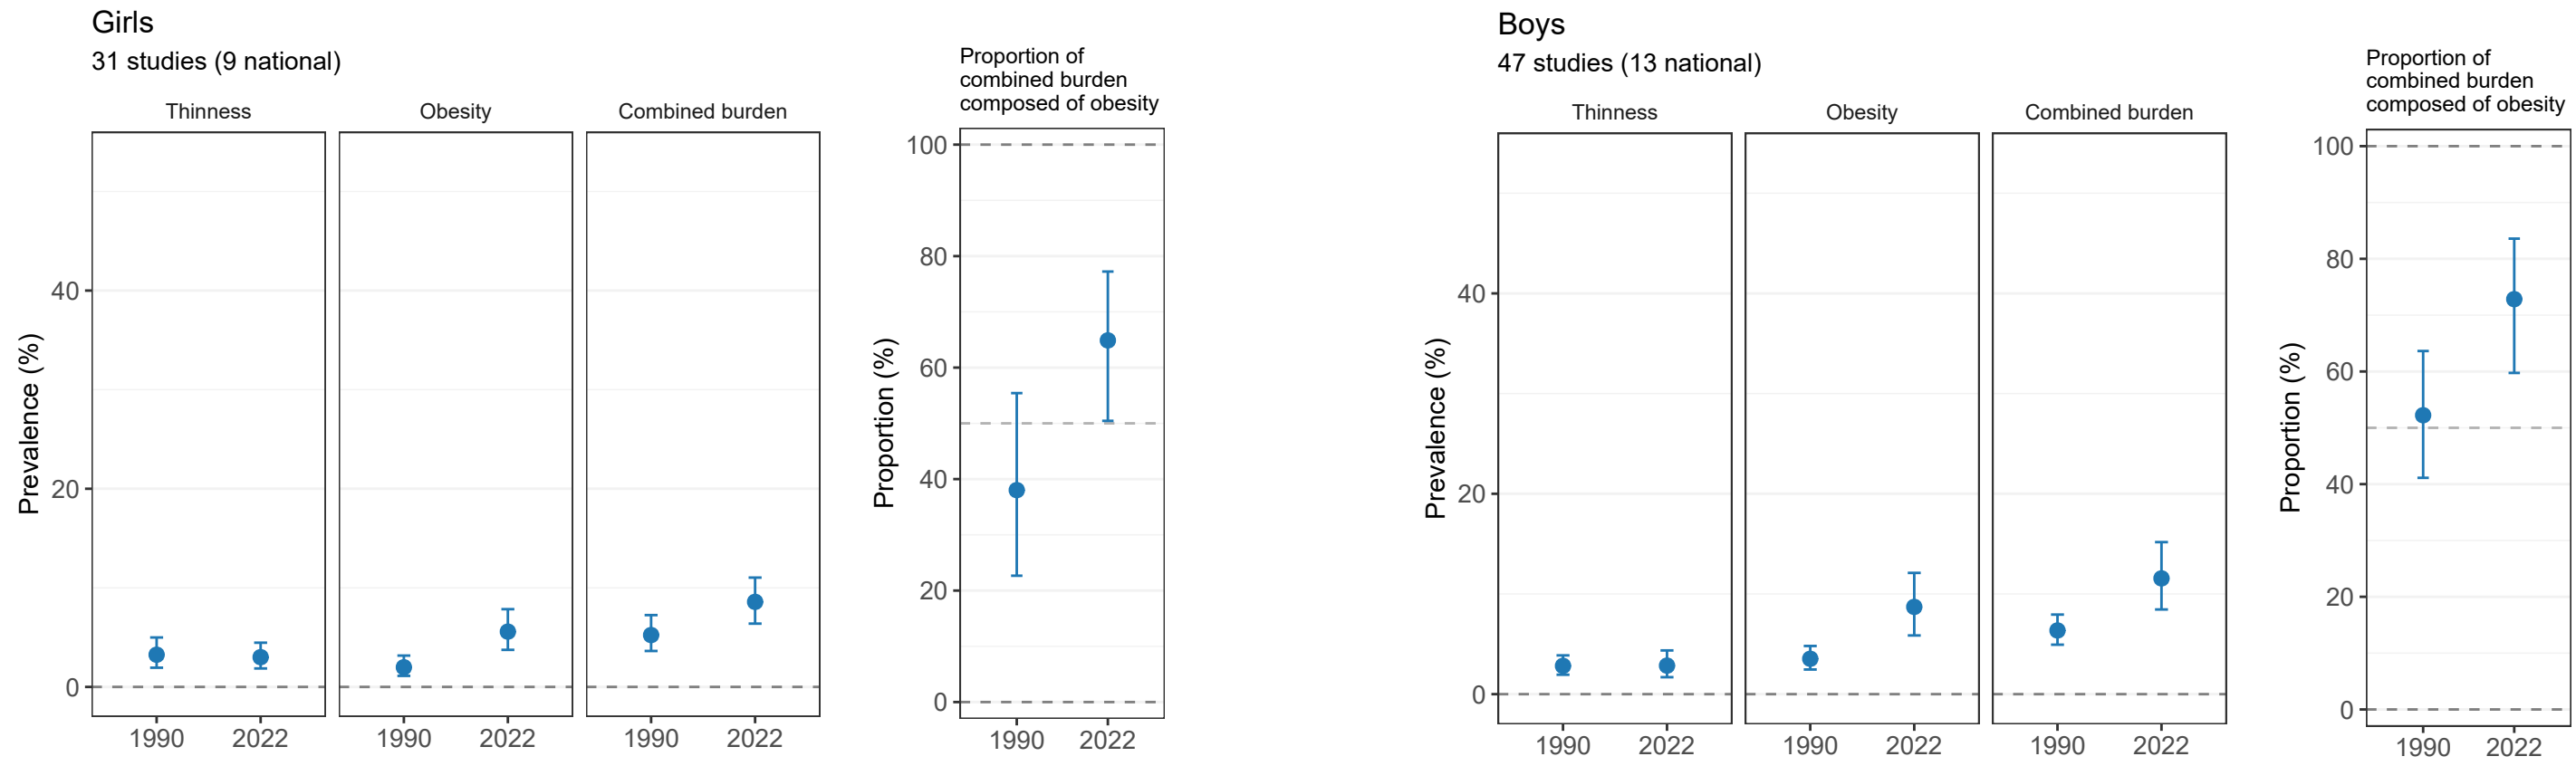 Girls
31 studies (9 national)
Thinness
Obesity
Combined burden
Prevalence (%)
40
20
0
1990
2022
1990
2022
1990
2022
Proportion of
combined burden
composed of obesity
Proportion (%)
100
80
60
40
20
0
1990
2022
Boys
47 studies (13 national)
Thinness
Obesity
Combined burden
Prevalence (%)
40
20
0
1990
2022
1990
2022
1990
2022
Proportion of
combined burden
composed of obesity
Proportion (%)
100
80
60
40
20
0
1990
2022